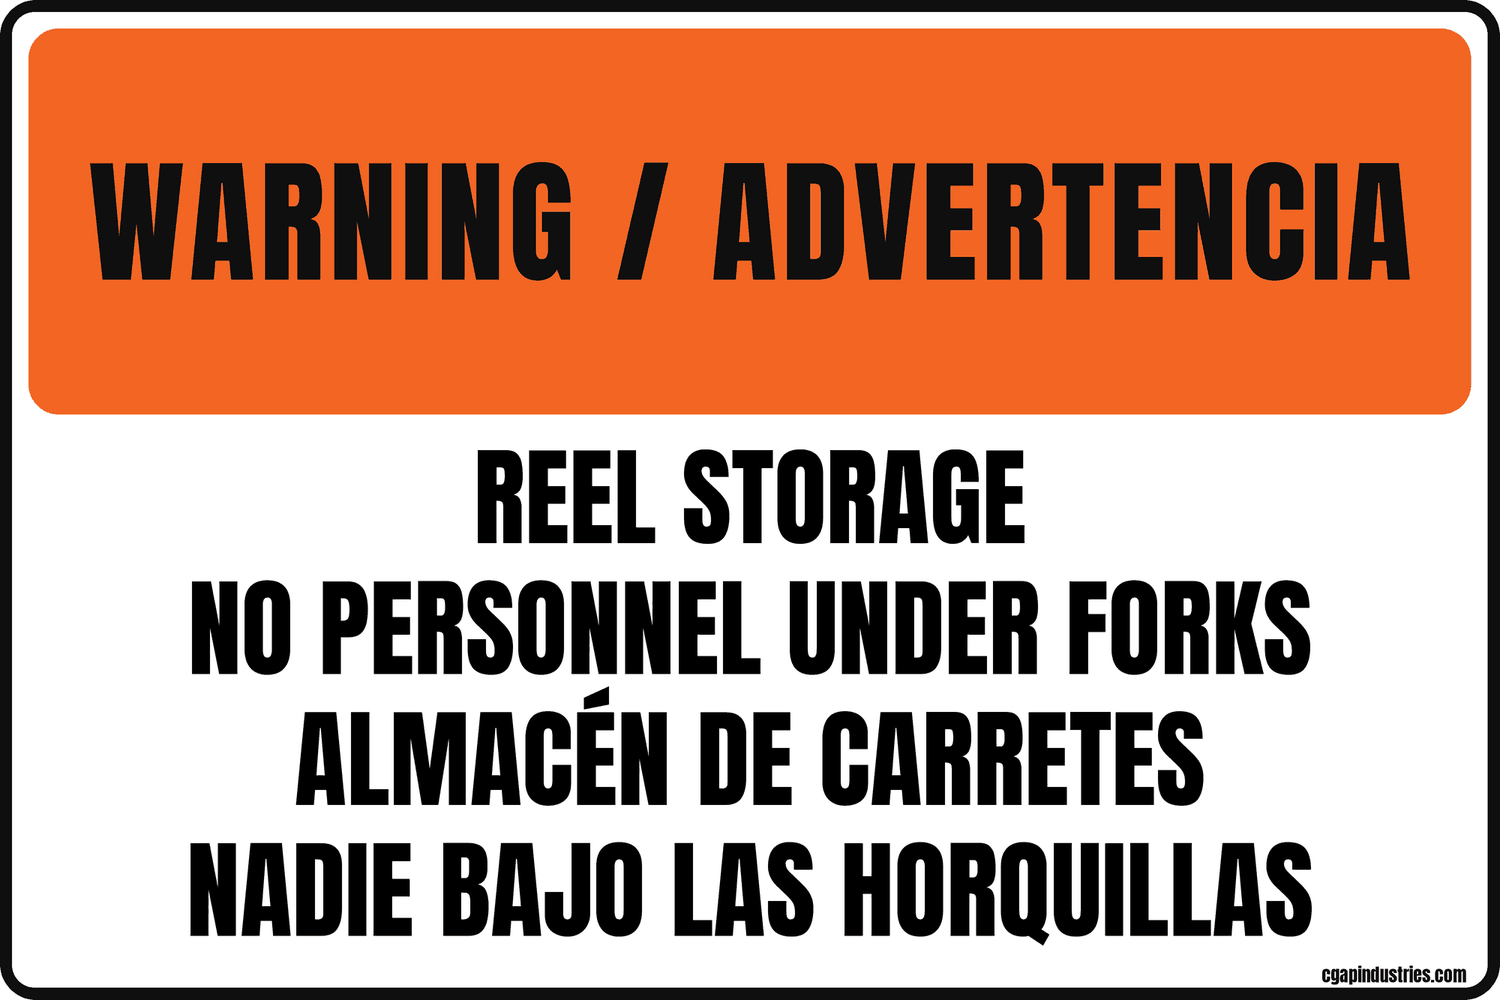 WARNING / ADVERTENCIA
REEL STORAGE
NO PERSONNEL UNDER FORKS
ALMACÉN DE CARRETES
NADIE BAJO LAS HORQUILLAS
cgapindustries.com